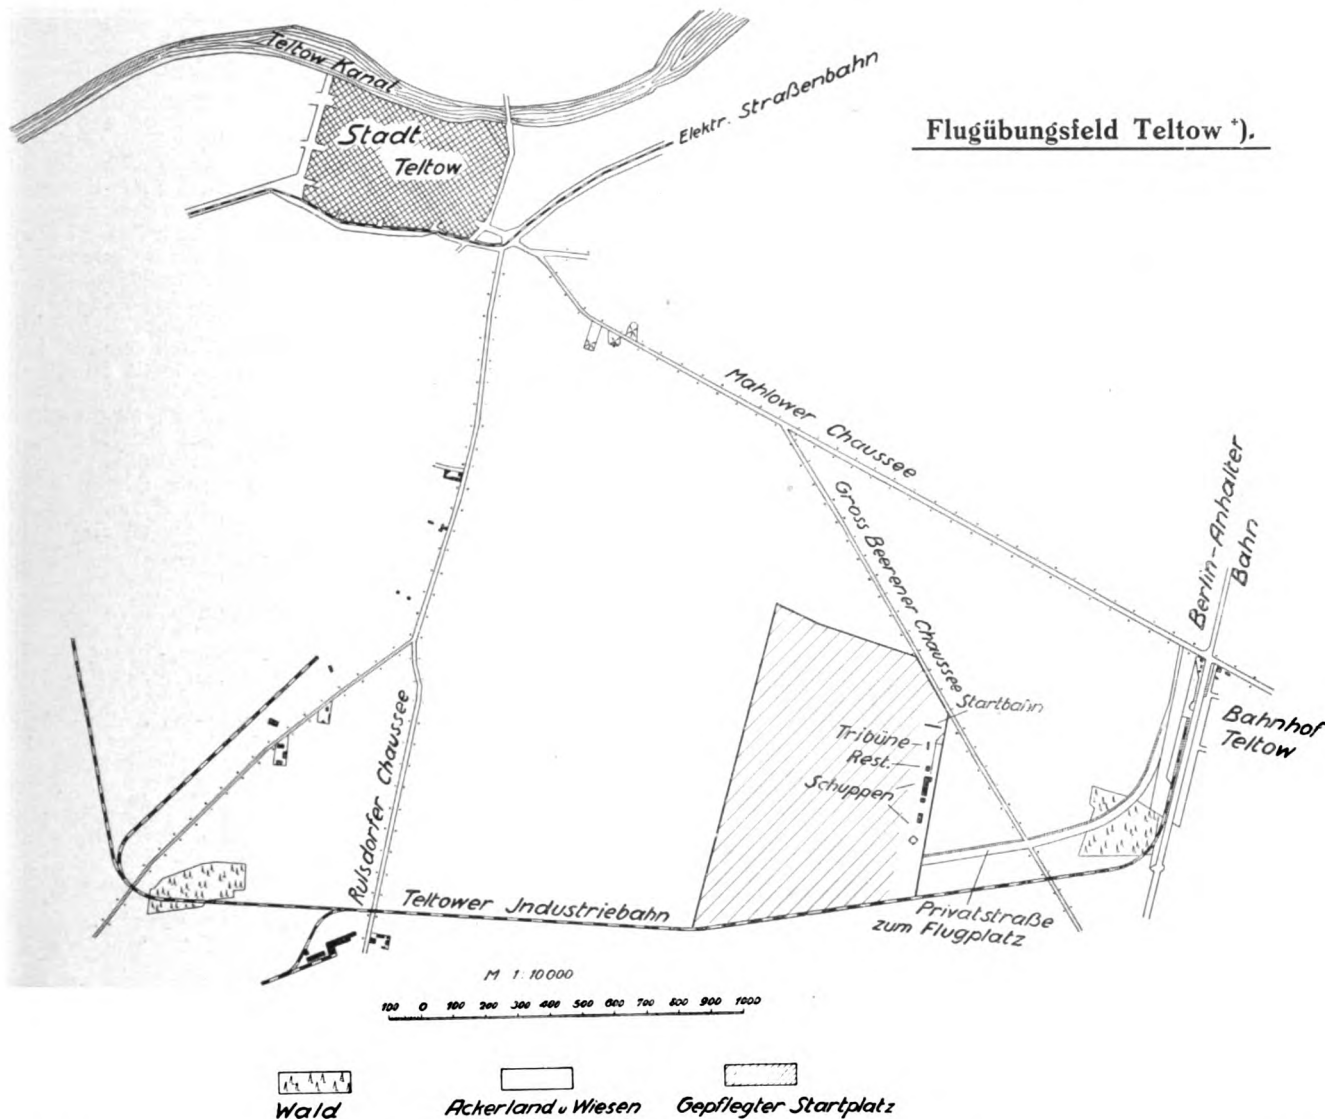 Teltow Kanal
Stadt
Teltow
Elektr. Straßenbahn
Flugübungsfeld Teltow ⁺).
Mahlower Chaussee
Gross Beerener Chaussee
Berlin-Anhalter
Bahn
Bahnhof
Teltow
Startbahn
Tribüne
Rest.
Schuppen
Rulsdorfer Chaussee
Teltower Jndustriebahn
Privatstraße
zum Flugplatz
M 1:10000
100 0 100 200 300 400 500 600 700 800 900 1000
Wald
Ackerland u Wiesen
Gepflegter Startplatz